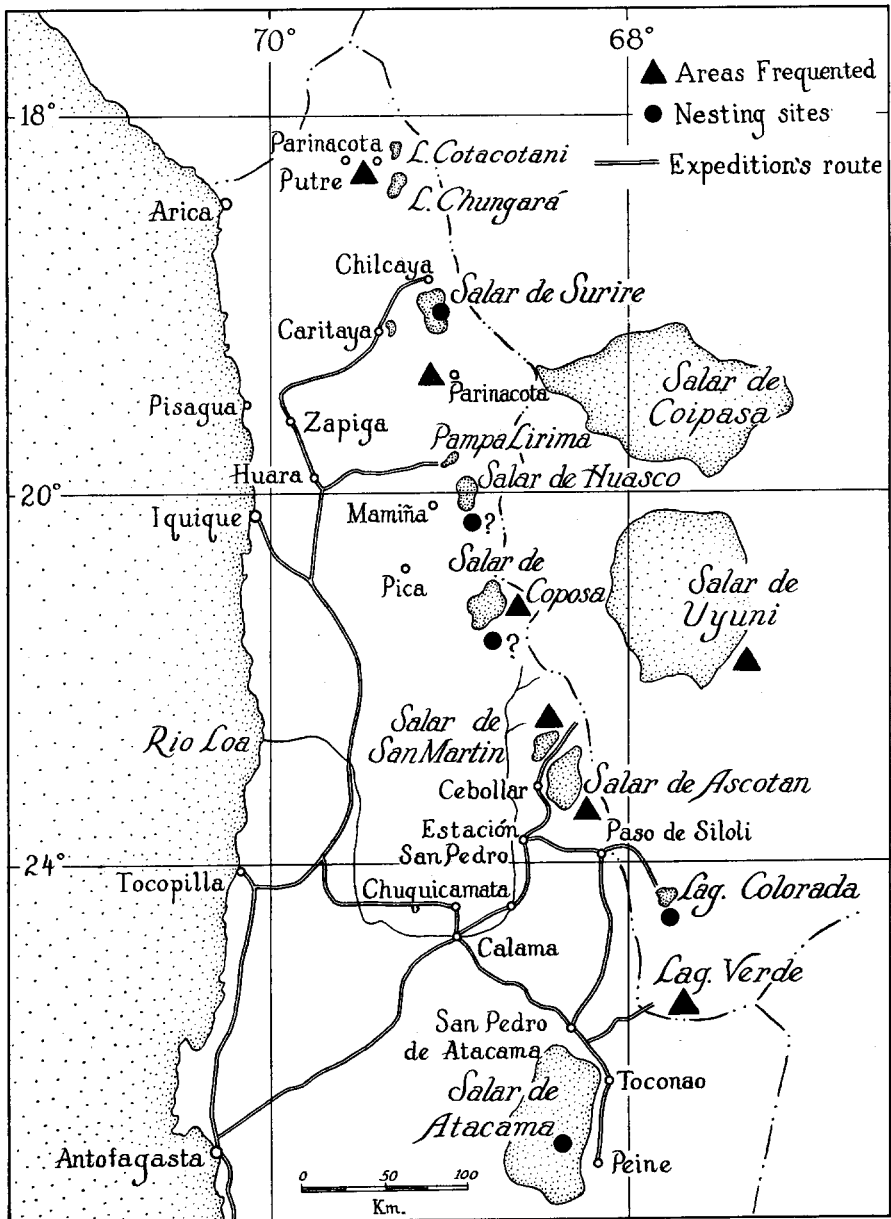 70°
68°
▲ Areas Frequented
● Nesting sites
Expedition's route
18°
Parinacota
L. Cotacotani
Putre
L. Chungará
Arica
Chilcaya
Salar de Surire
Caritaya
Parinacota
Salar de
Coipasa
Pisagua
Zapiga
Pampa Lirima
Huara
Salar de Huasco
20°
Mamiña
?
Iquique
Pica
Salar de
Coposa
?
Salar de
Uyuni
Rio Loa
Salar de
San Martin
Cebollar
Salar de Ascotan
Estación
San Pedro
Paso de Siloli
24°
Tocopilla
Chuquicamata
Lag. Colorada
Calama
Lag. Verde
San Pedro
de Atacama
Toconao
Salar de
Atacama
Antofagasta
Peine
0 50 100
Km.